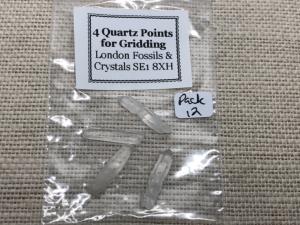 4 Quartz Points
for Gridding
London Fossils &
Crystals SE1 8XH
Pack
12